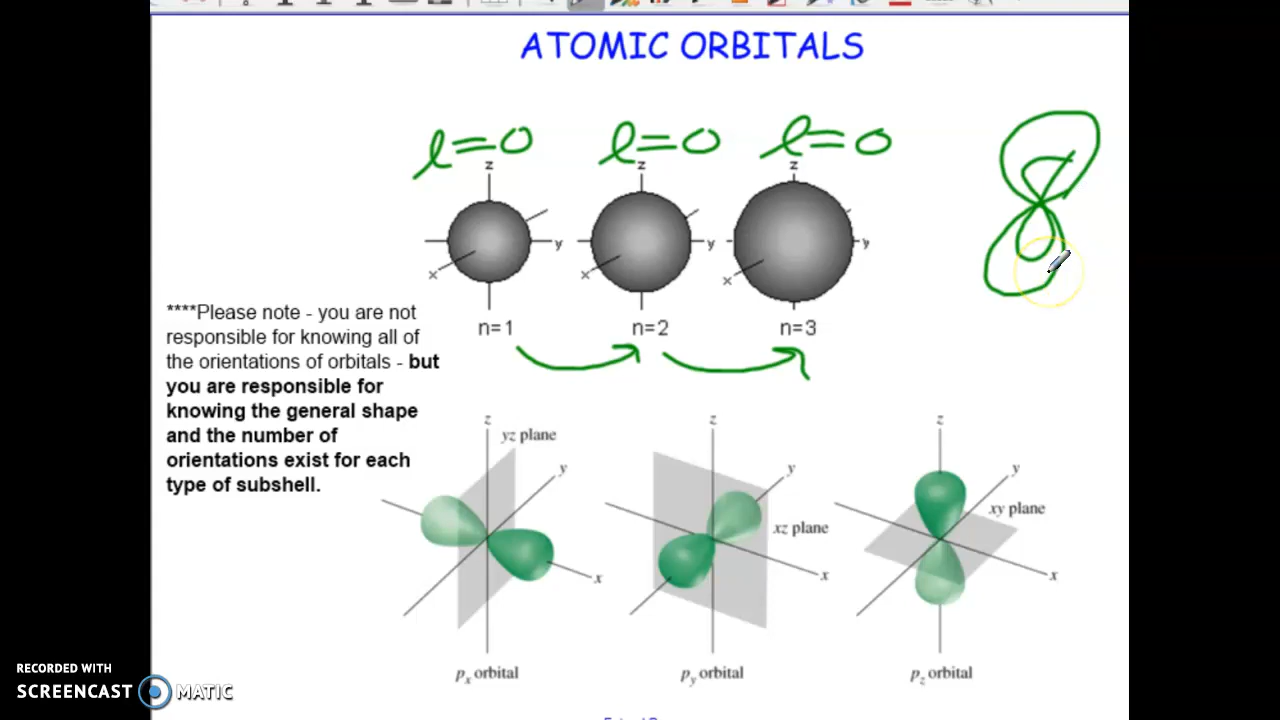 ATOMIC ORBITALS
l=0 l=0 l=0
z z z
y y y
x x x
n=1 n=2 n=3
8
****Please note - you are not
responsible for knowing all of
the orientations of orbitals - but
you are responsible for
knowing the general shape
and the number of
orientations exist for each
type of subshell.
z z z
yz plane
y y y
xz plane
xy plane
x x x
px orbital py orbital pz orbital
RECORDED WITH
SCREENCAST MATIC